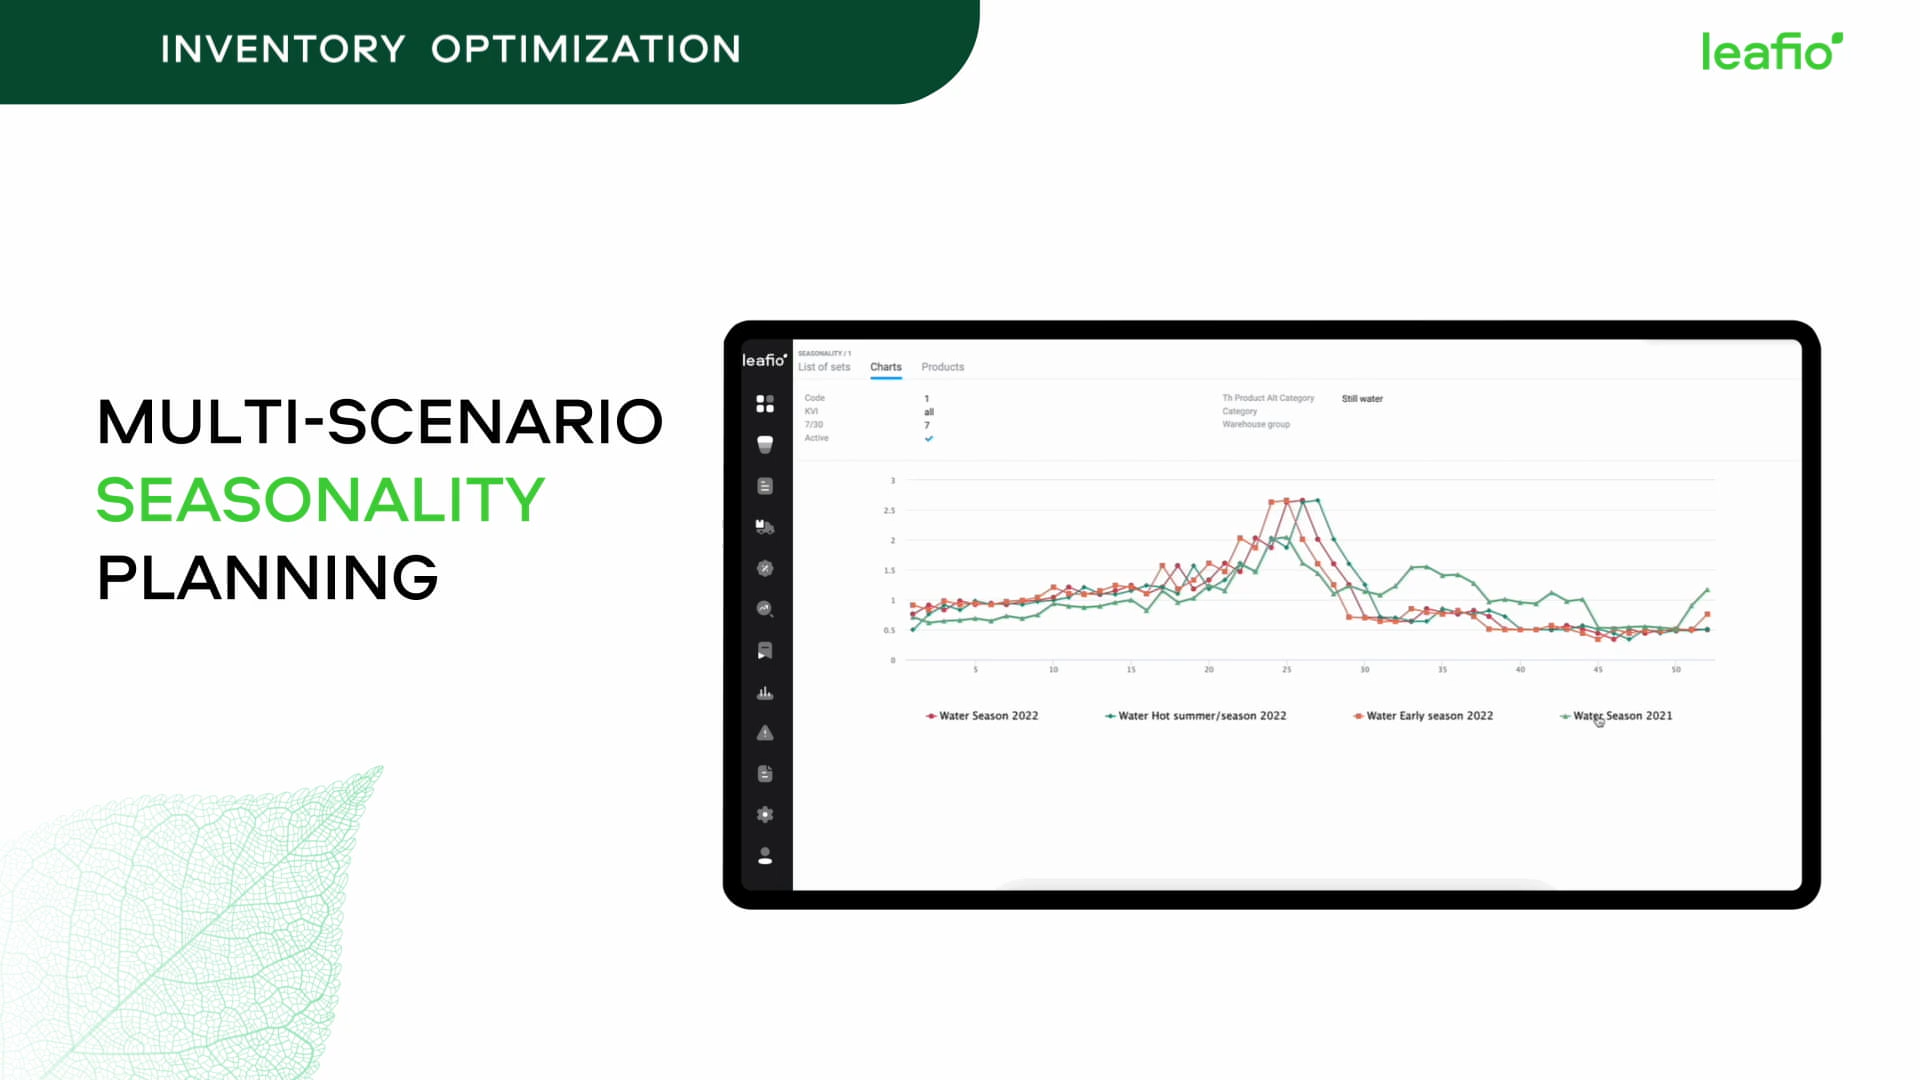 INVENTORY OPTIMIZATION
leafio
MULTI-SCENARIO
SEASONALITY
PLANNING
leafio
SEASONALITY / 1
List of sets Charts Products
Code 1
KVI all
7/30 7
Active
Th Product Alt Category Still water
Category
Warehouse group
3
2.5
2
1.5
1
0.5
0
5 10 15 20 25 30 35 40 45 50
Water Season 2022 Water Hot summer/season 2022 Water Early season 2022 Water Season 2021